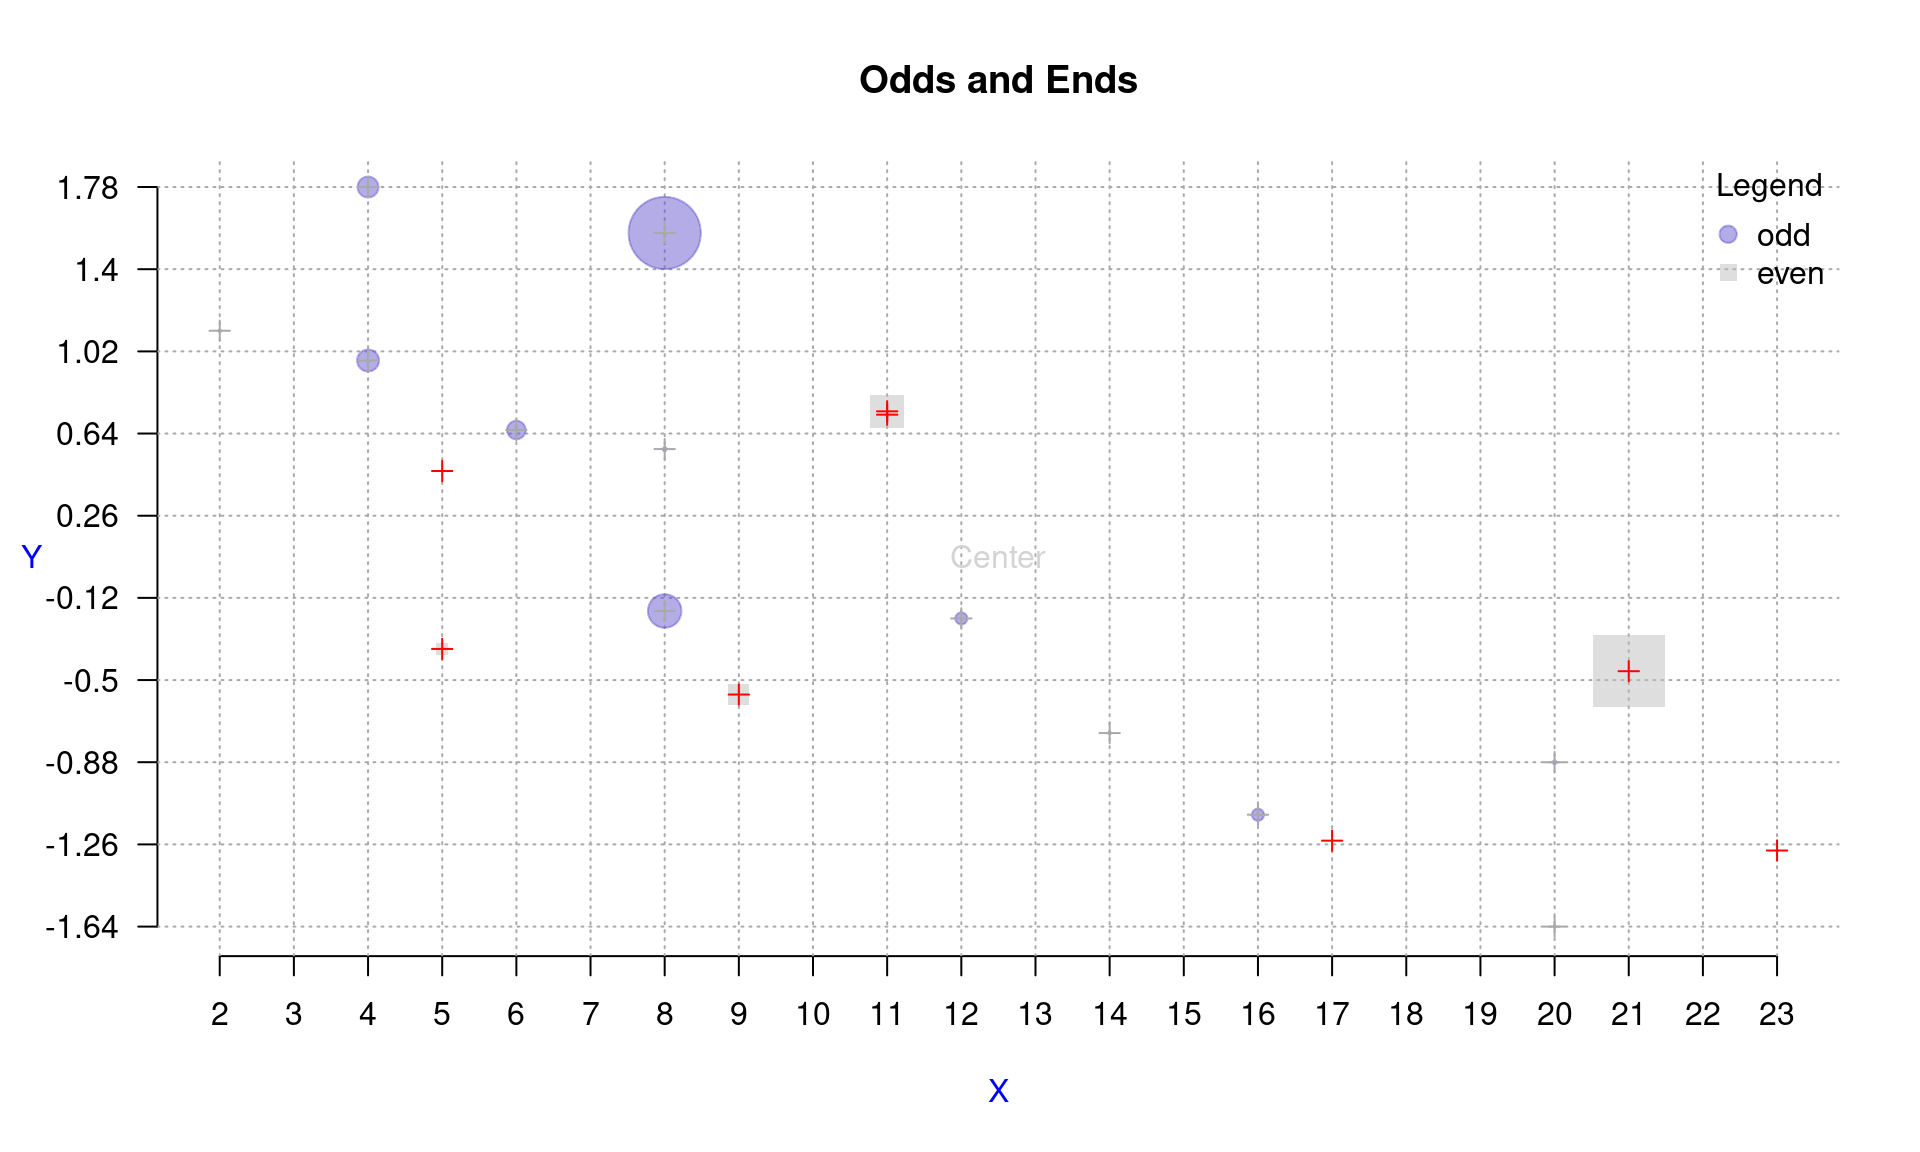 Odds and Ends
Legend
odd
even
1.78
1.4
1.02
0.64
0.26
-0.12
-0.5
-0.88
-1.26
-1.64
Y
Center
2 3 4 5 6 7 8 9 10 11 12 13 14 15 16 17 18 19 20 21 22 23
X